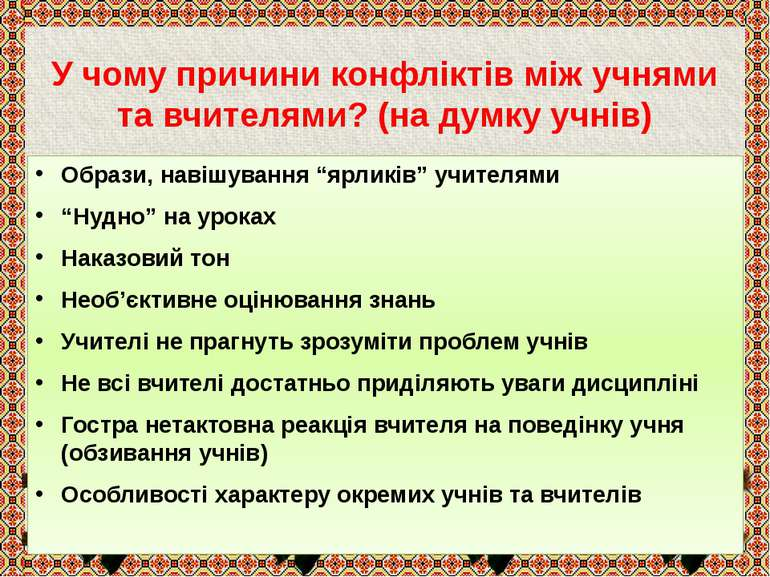 У чому причини конфліктів між учнями
та вчителями? (на думку учнів)
• Образи, навішування “ярликів” учителями
• “Нудно” на уроках
• Наказовий тон
• Необ’єктивне оцінювання знань
• Учителі не прагнуть зрозуміти проблем учнів
• Не всі вчителі достатньо приділяють уваги дисципліні
• Гостра нетактовна реакція вчителя на поведінку учня
(обзивання учнів)
• Особливості характеру окремих учнів та вчителів